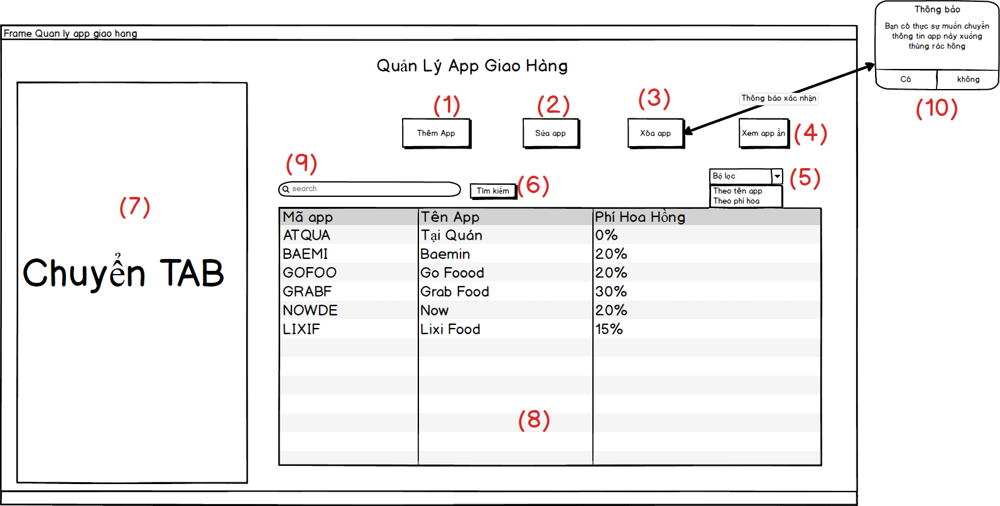 Thông báo
Bạn có thực sự muốn chuyển
thông tin app này xuống
thùng rác hông
Có
không
(10)
Frame Quan ly app giao hang
Quản Lý App Giao Hàng
Thông báo xác nhận
(1)
(2)
(3)
Thêm App
Sửa app
Xóa app
Xem app ẩn
(4)
(9)
search
Tìm kiếm
(6)
Bộ lọc
(5)
Theo tên app
Theo phí hoa
(7)
Chuyển TAB
Mã app Tên App Phí Hoa Hồng
ATQUA Tại Quán 0%
BAEMI Baemin 20%
GOFOO Go Foood 20%
GRABF Grab Food 30%
NOWDE Now 20%
LIXIF Lixi Food 15%
(8)